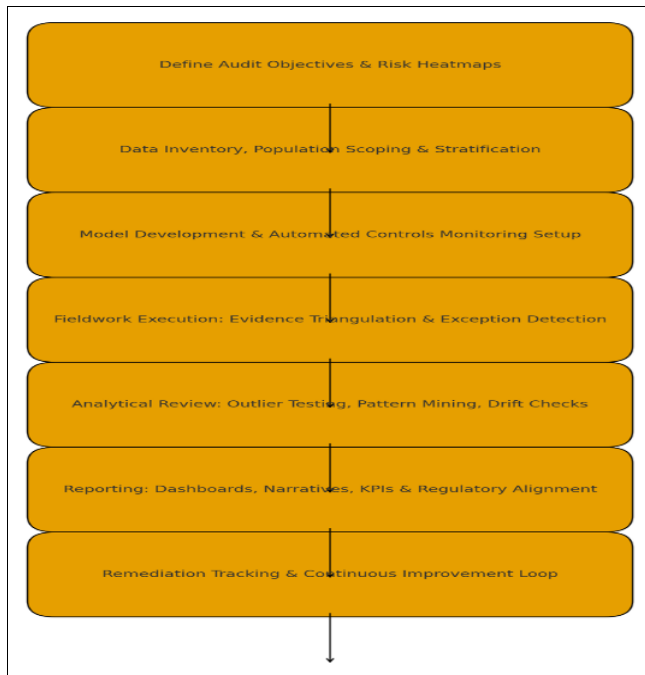 Define Audit Objectives & Risk Heatmaps
Data Inventory, Population Scoping & Stratification
Model Development & Automated Controls Monitoring Setup
Fieldwork Execution: Evidence Triangulation & Exception Detection
Analytical Review: Outlier Testing, Pattern Mining, Drift Checks
Reporting: Dashboards, Narratives, KPIs & Regulatory Alignment
Remediation Tracking & Continuous Improvement Loop